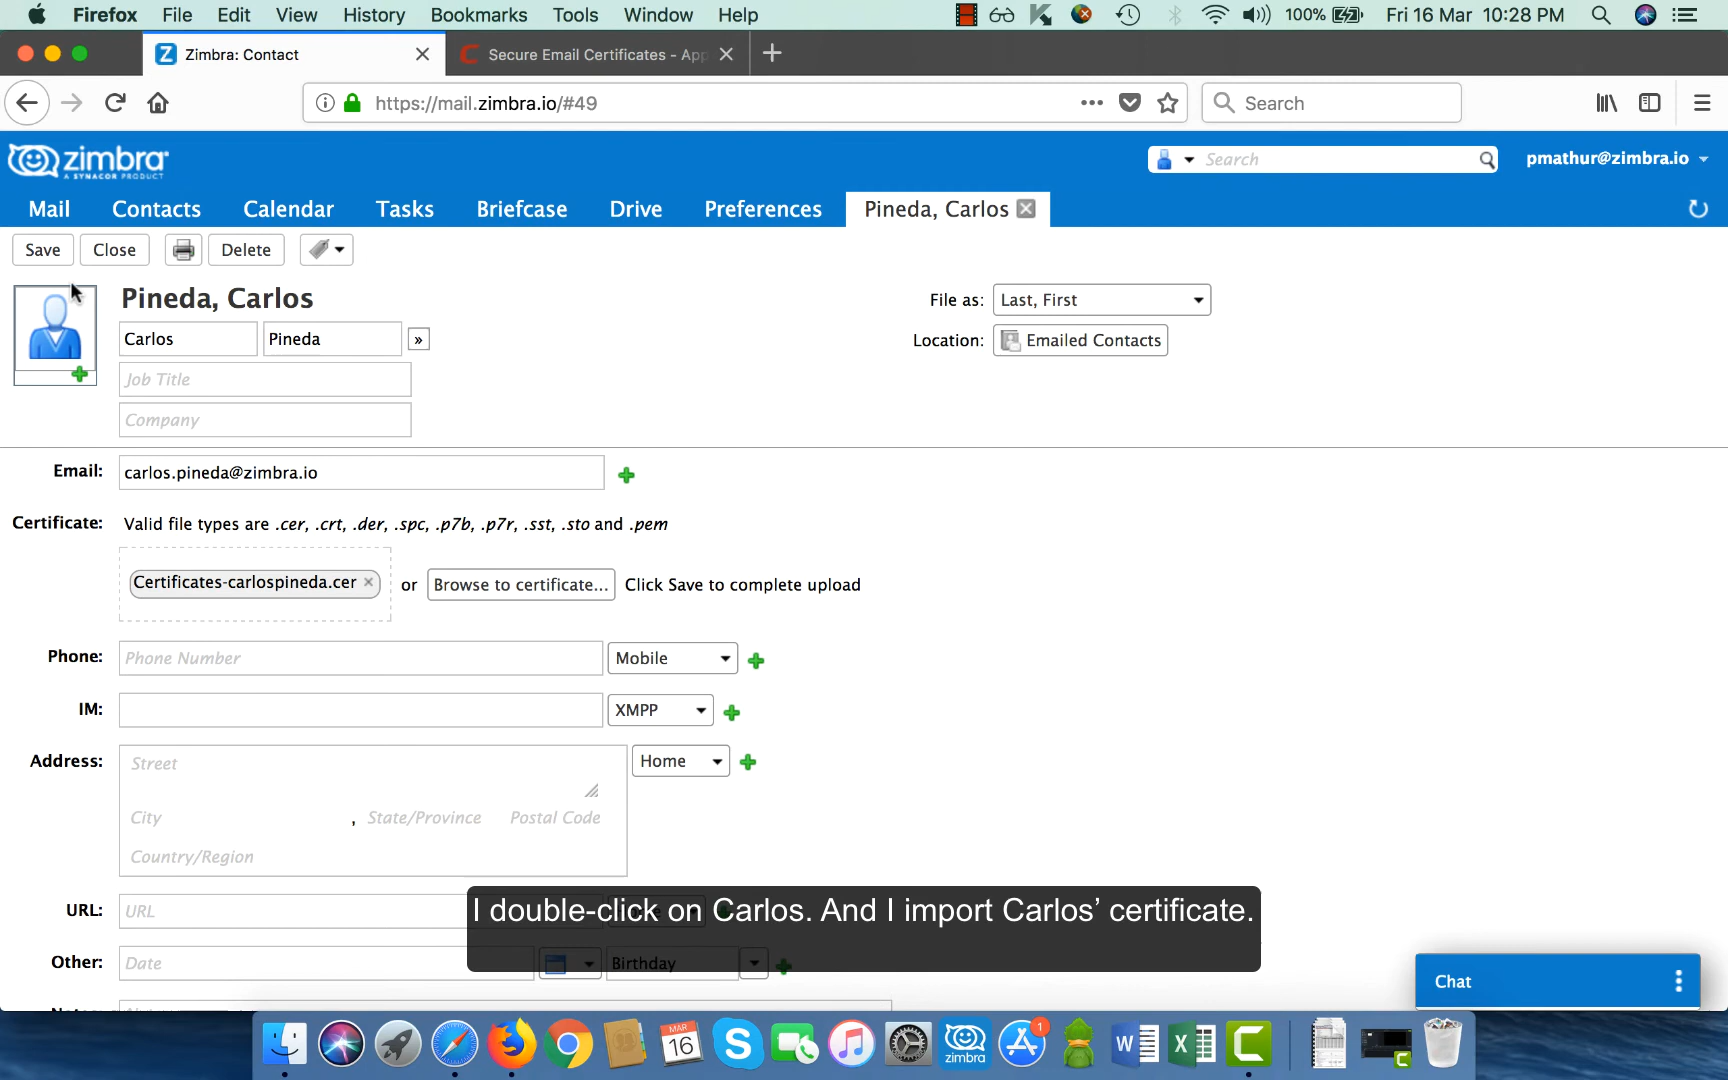 Firefox File Edit View History Bookmarks Tools Window Help 100% Fri 16 Mar 10:28 PM
Zimbra: Contact Secure Email Certificates - App
https://mail.zimbra.io/#49 Search
zimbra
A SYNACOR PRODUCT
Search pmathur@zimbra.io
Mail Contacts Calendar Tasks Briefcase Drive Preferences Pineda, Carlos
Save Close Delete
Pineda, Carlos
File as: Last, First
Carlos Pineda »
Location: Emailed Contacts
Job Title
Company
Email: carlos.pineda@zimbra.io
Certificate: Valid file types are .cer, .crt, .der, .spc, .p7b, .p7r, .sst, .sto and .pem
Certificates-carlospineda.cer × or Browse to certificate... Click Save to complete upload
Phone: Phone Number Mobile
IM: XMPP
Address: Street Home
City , State/Province Postal Code
Country/Region
URL: URL
I double-click on Carlos. And I import Carlos’ certificate.
Other: Date Birthday
Chat
MAR
16
zimbra
1